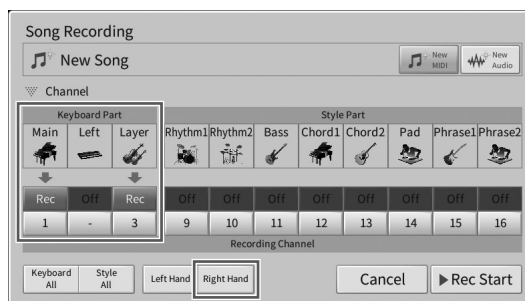 Song Recording
New Song
New MIDI
New Audio
Channel
Keyboard Part Style Part
Main Left Layer Rhythm1 Rhythm2 Bass Chord1 Chord2 Pad Phrase1 Phrase2
Rec Off Rec Off Off Off Off Off Off Off Off
1 - 3 9 10 11 12 13 14 15 16
Recording Channel
Keyboard All Style All Left Hand Right Hand Cancel Rec Start